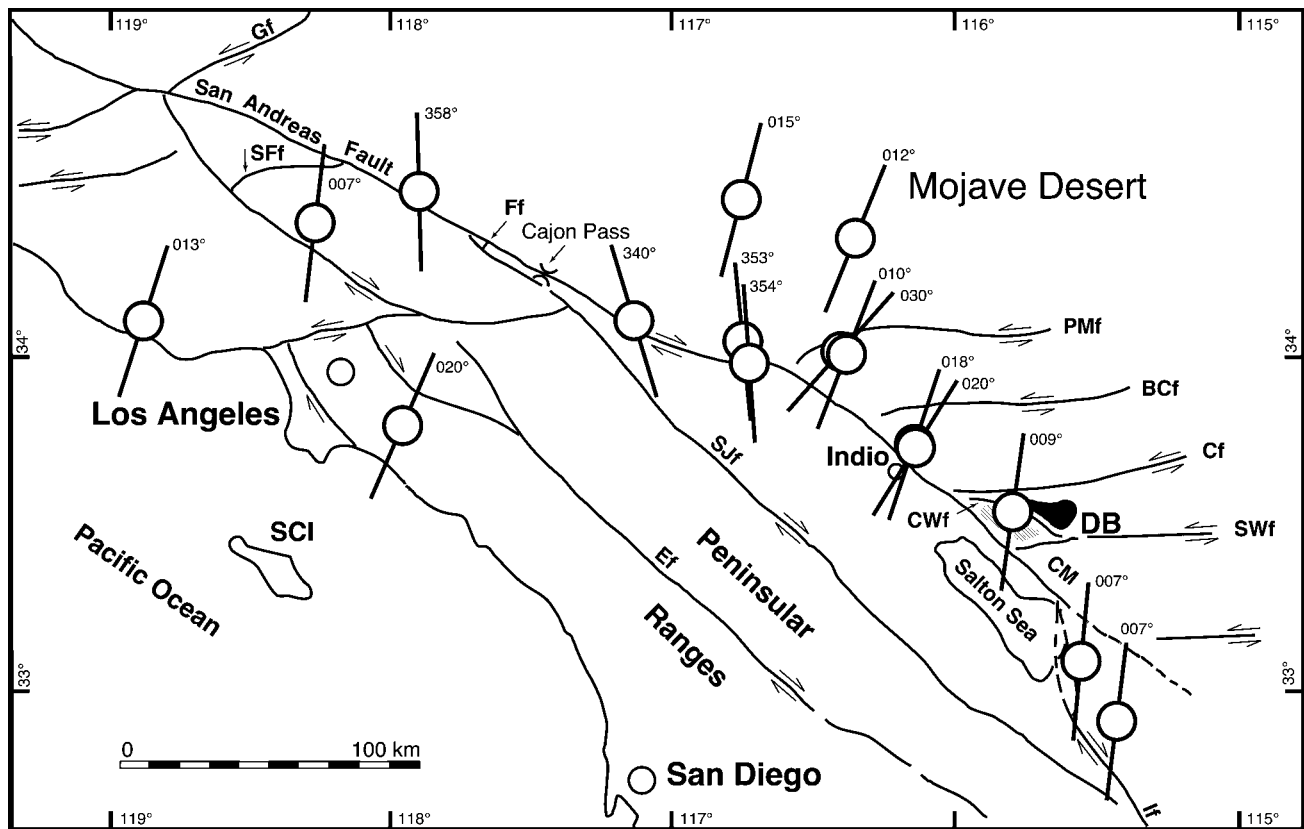 119°
118°
117°
116°
115°
Gf
San Andreas Fault
358°
015°
SFf
007°
012°
Mojave Desert
Ff
Cajon Pass
013°
340°
353°
354°
010°
030°
PMf
34°
34°
018°
020°
BCf
020°
Los Angeles
SJf
Indio
009°
Cf
CWf
DB
SWf
SCI
Pacific Ocean
Ef
Peninsular
Ranges
CM
Salton Sea
007°
007°
33°
33°
0
100 km
San Diego
If
119°
118°
117°
116°
115°